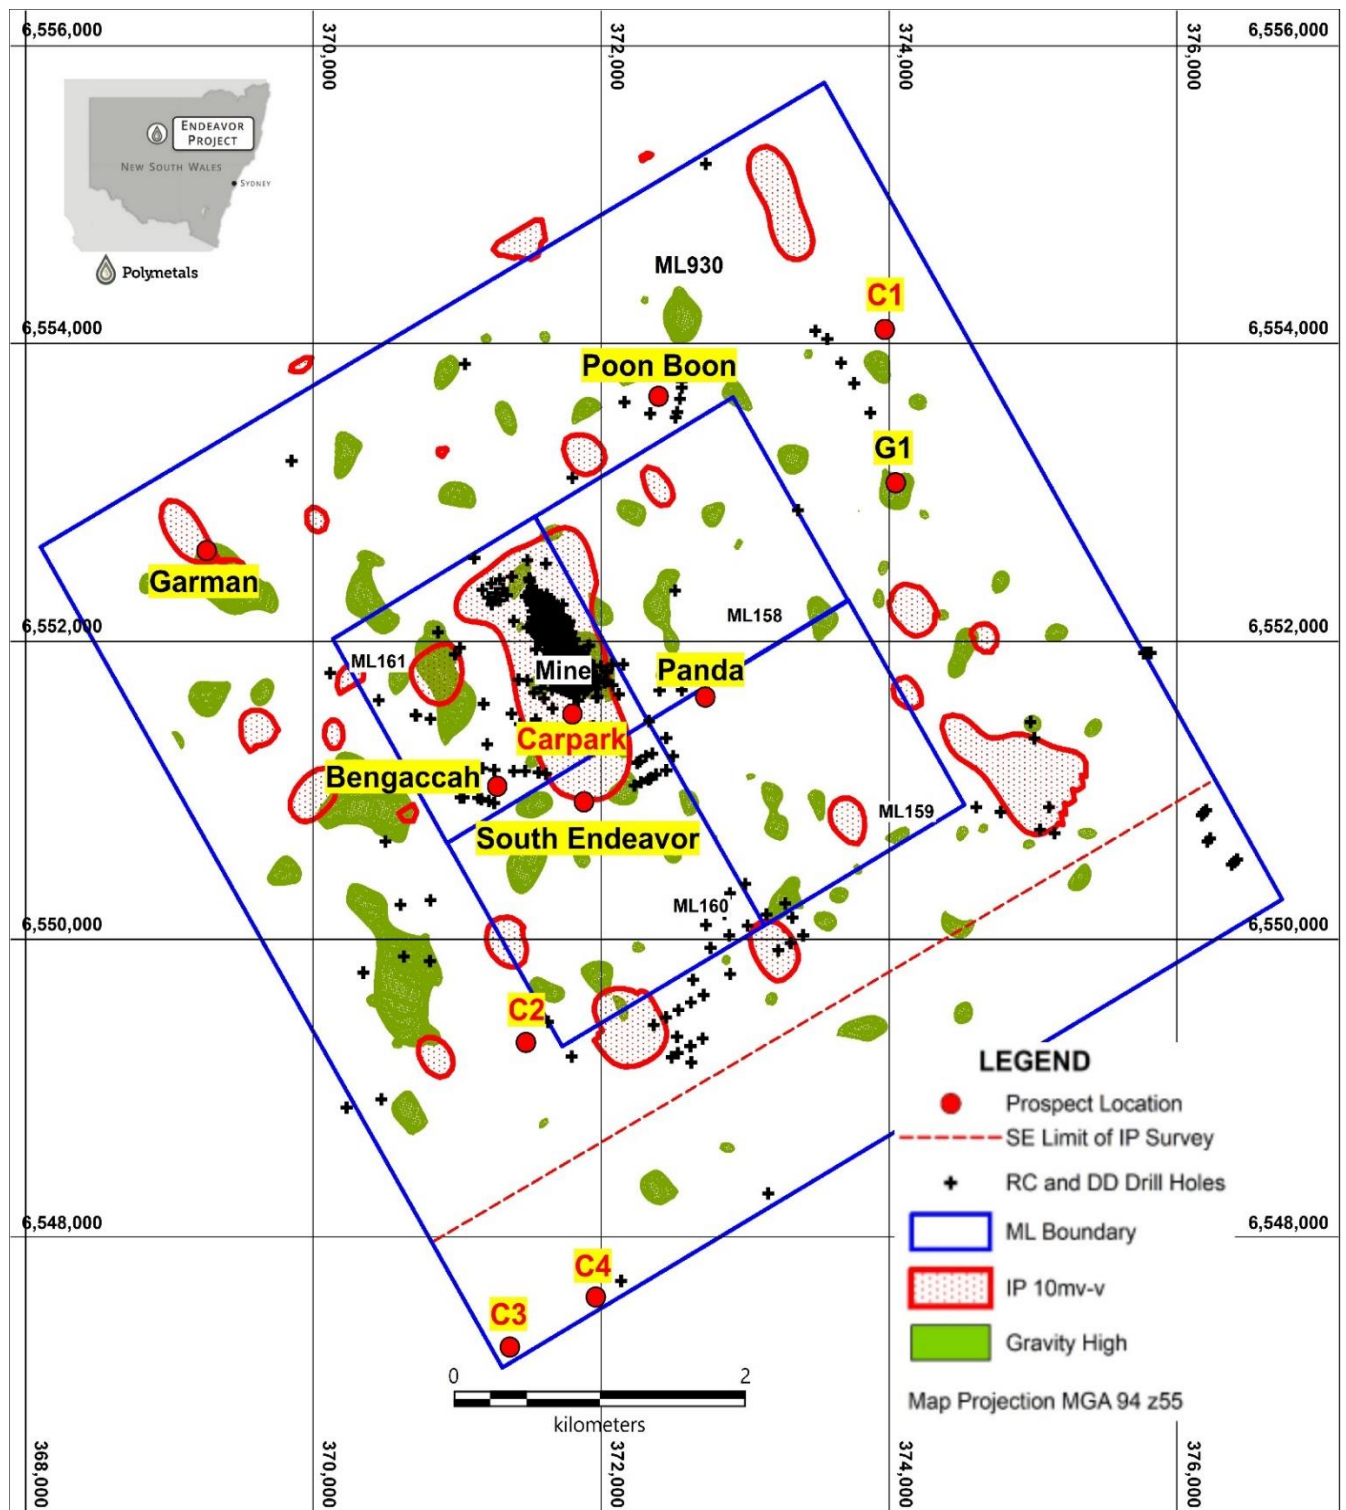 6,556,000
370,000
372,000
374,000
376,000
6,556,000
ENDEAVOR
PROJECT
NEW SOUTH WALES
SYDNEY
Polymetals
ML930
C1
6,554,000
6,554,000
Poon Boon
G1
Garman
ML158
6,552,000
6,552,000
ML161
Mine
Panda
Carpark
Bengaccah
ML159
South Endeavor
ML160
6,550,000
6,550,000
C2
LEGEND
Prospect Location
SE Limit of IP Survey
RC and DD Drill Holes
ML Boundary
IP 10mv-v
Gravity High
Map Projection MGA 94 z55
6,548,000
6,548,000
C4
C3
0
2
kilometers
368,000
370,000
372,000
374,000
376,000